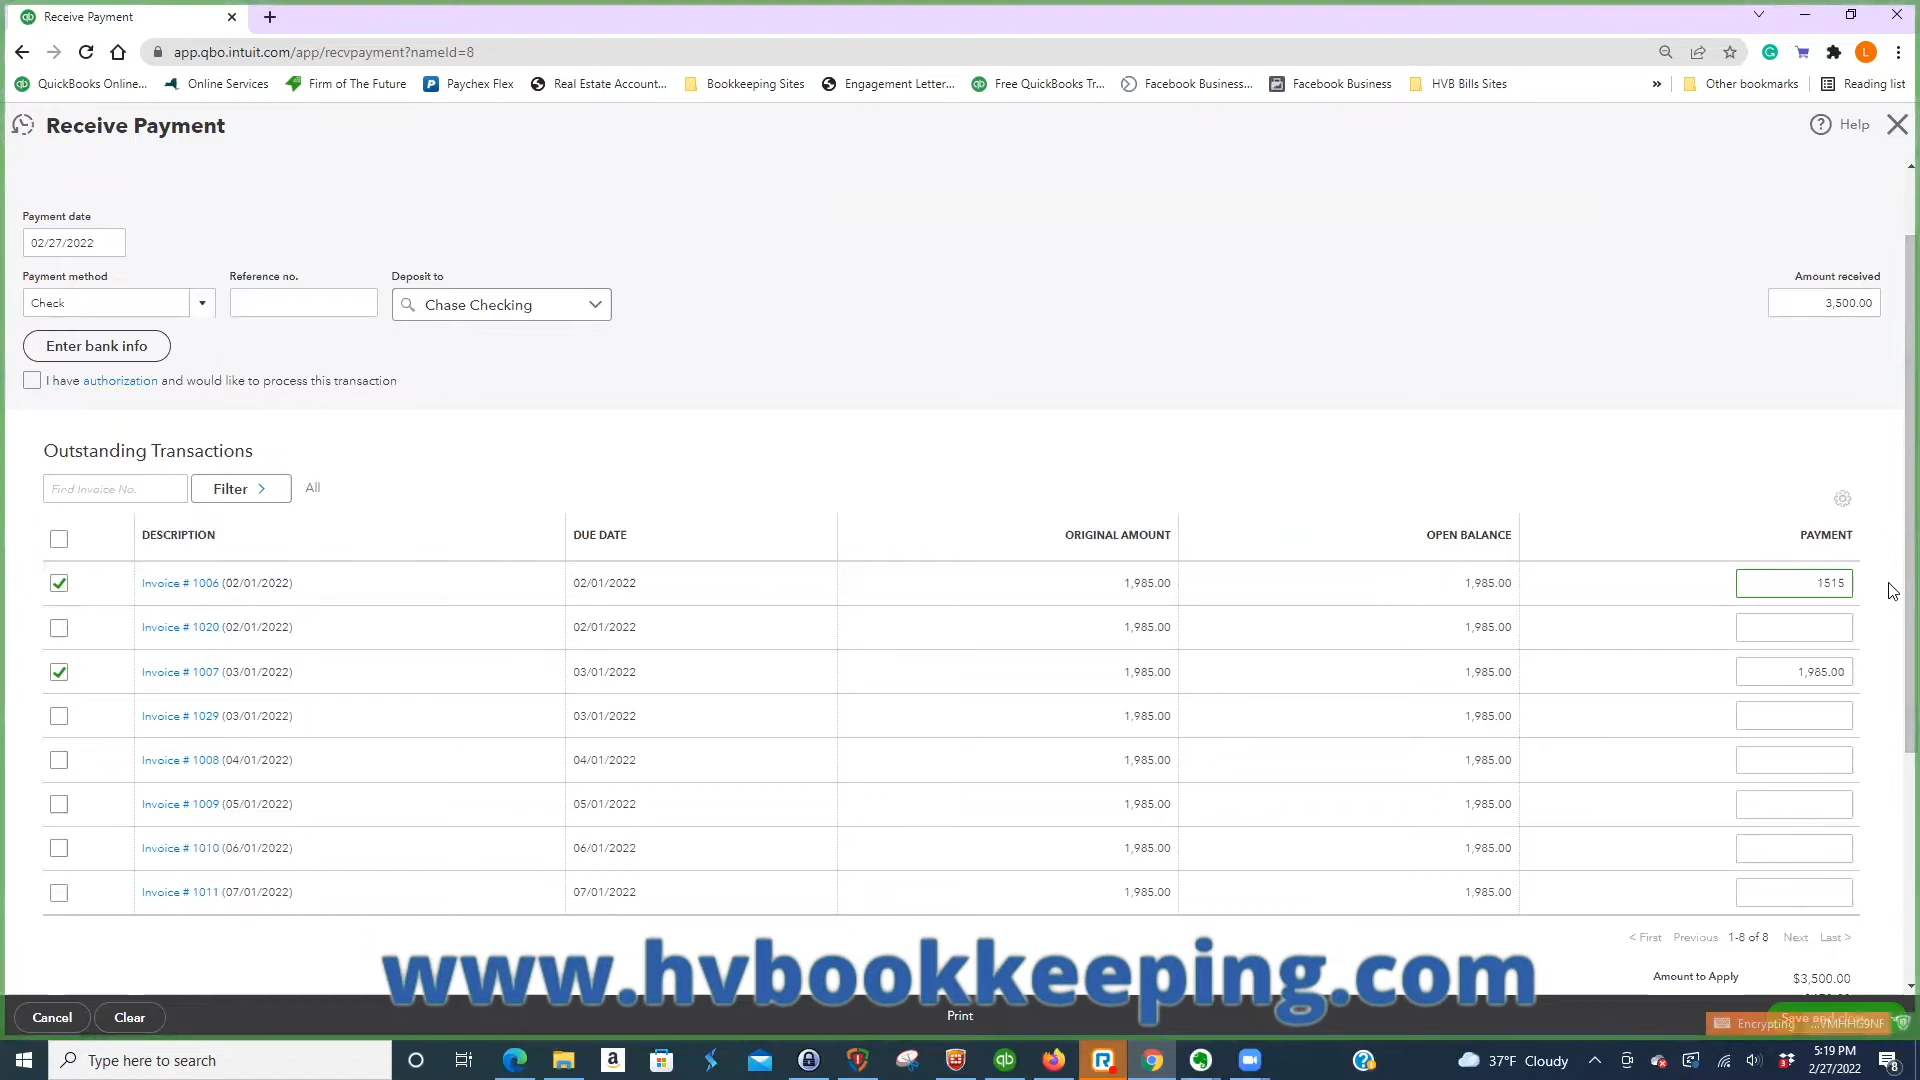 Receive Payment
app.qbo.intuit.com/app/recvpayment?nameId=8
L
QuickBooks Online...
Online Services
Firm of The Future
Paychex Flex
Real Estate Account...
Bookkeeping Sites
Engagement Letter...
Free QuickBooks Tr...
Facebook Business...
Facebook Business
HVB Bills Sites
»
Other bookmarks
Reading list
Receive Payment
Help
Payment date
02/27/2022
Payment method
Reference no.
Deposit to
Amount received
Check
Chase Checking
3,500.00
Enter bank info
I have authorization and would like to process this transaction
Outstanding Transactions
Find Invoice No.
Filter >
All
DESCRIPTION DUE DATE ORIGINAL AMOUNT OPEN BALANCE PAYMENT
Invoice # 1006 (02/01/2022) 02/01/2022 1,985.00 1,985.00 1515
Invoice # 1020 (02/01/2022) 02/01/2022 1,985.00 1,985.00
Invoice # 1007 (03/01/2022) 03/01/2022 1,985.00 1,985.00 1,985.00
Invoice # 1029 (03/01/2022) 03/01/2022 1,985.00 1,985.00
Invoice # 1008 (04/01/2022) 04/01/2022 1,985.00 1,985.00
Invoice # 1009 (05/01/2022) 05/01/2022 1,985.00 1,985.00
Invoice # 1010 (06/01/2022) 06/01/2022 1,985.00 1,985.00
Invoice # 1011 (07/01/2022) 07/01/2022 1,985.00 1,985.00
< First Previous 1-8 of 8 Next Last >
Amount to Apply $3,500.00
www.hvbookkeeping.com
Cancel
Clear
Print
Save and
Encrypting
Type here to search
37°F Cloudy
5:19 PM
2/27/2022
8